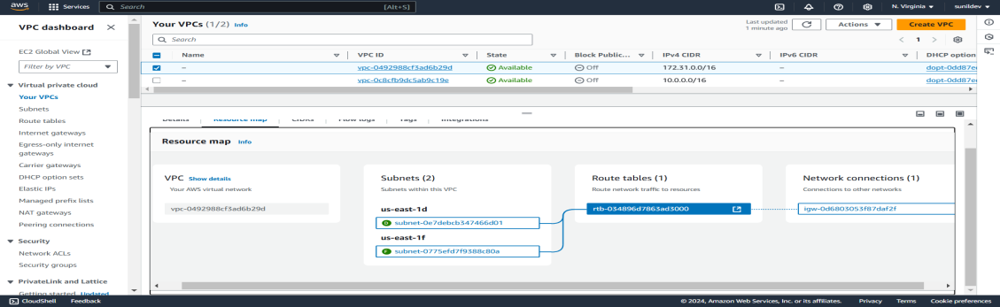 aws Services Search [Alt+S] N. Virginia sunildev
VPC dashboard
EC2 Global View
Filter by VPC
Virtual private cloud
Your VPCs
Subnets
Route tables
Internet gateways
Egress-only internet
gateways
Carrier gateways
DHCP option sets
Elastic IPs
Managed prefix lists
NAT gateways
Peering connections
Security
Network ACLs
Security groups
PrivateLink and Lattice
Getting started Updated
Your VPCs (1/2) Info
Last updated
1 minute ago
Actions
Create VPC
Search
1
Name VPC ID State Block Public... IPv4 CIDR IPv6 CIDR DHCP option
– vpc-0492988cf3ad6b29d Available Off 172.31.0.0/16 – dopt-0dd87er
– vpc-0c8cfb9dc5ab9c19e Available Off 10.0.0.0/16 – dopt-0dd87er
Details Resource map CIDRs Flow logs Tags Integrations
Resource map Info
VPC Show details
Your AWS virtual network
vpc-0492988cf3ad6b29d
Subnets (2)
Subnets within this VPC
us-east-1d
D subnet-0e7debcb347466d01
us-east-1f
F subnet-0775efd7f9388c80a
Route tables (1)
Route network traffic to resources
rtb-034896d7863ad3000
Network connections (1)
Connections to other networks
igw-0d6803053f87daf2f
CloudShell Feedback © 2024, Amazon Web Services, Inc. or its affiliates. Privacy Terms Cookie preferences